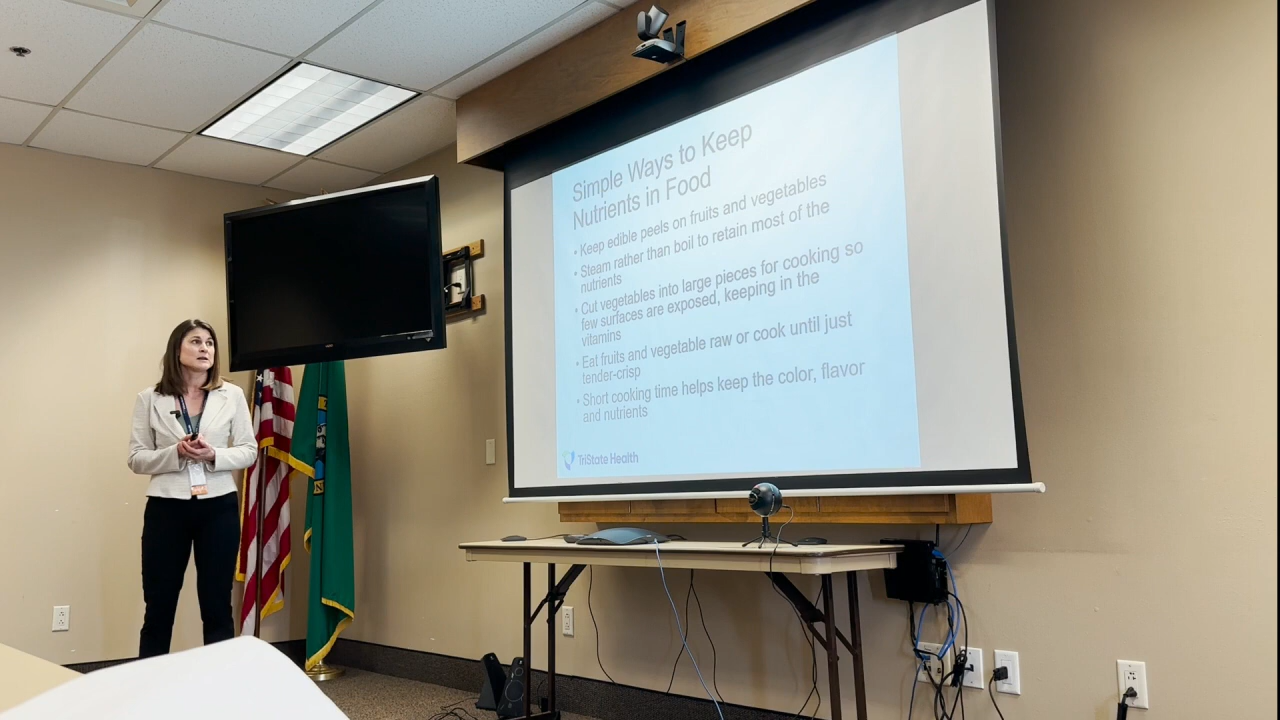 Simple Ways to Keep
Nutrients in Food
• Keep edible peels on fruits and vegetables
• Steam rather than boil to retain most of the
nutrients
• Cut vegetables into large pieces for cooking so
few surfaces are exposed, keeping in the
vitamins
• Eat fruits and vegetable raw or cook until just
tender-crisp
• Short cooking time helps keep the color, flavor
and nutrients
TriState Health